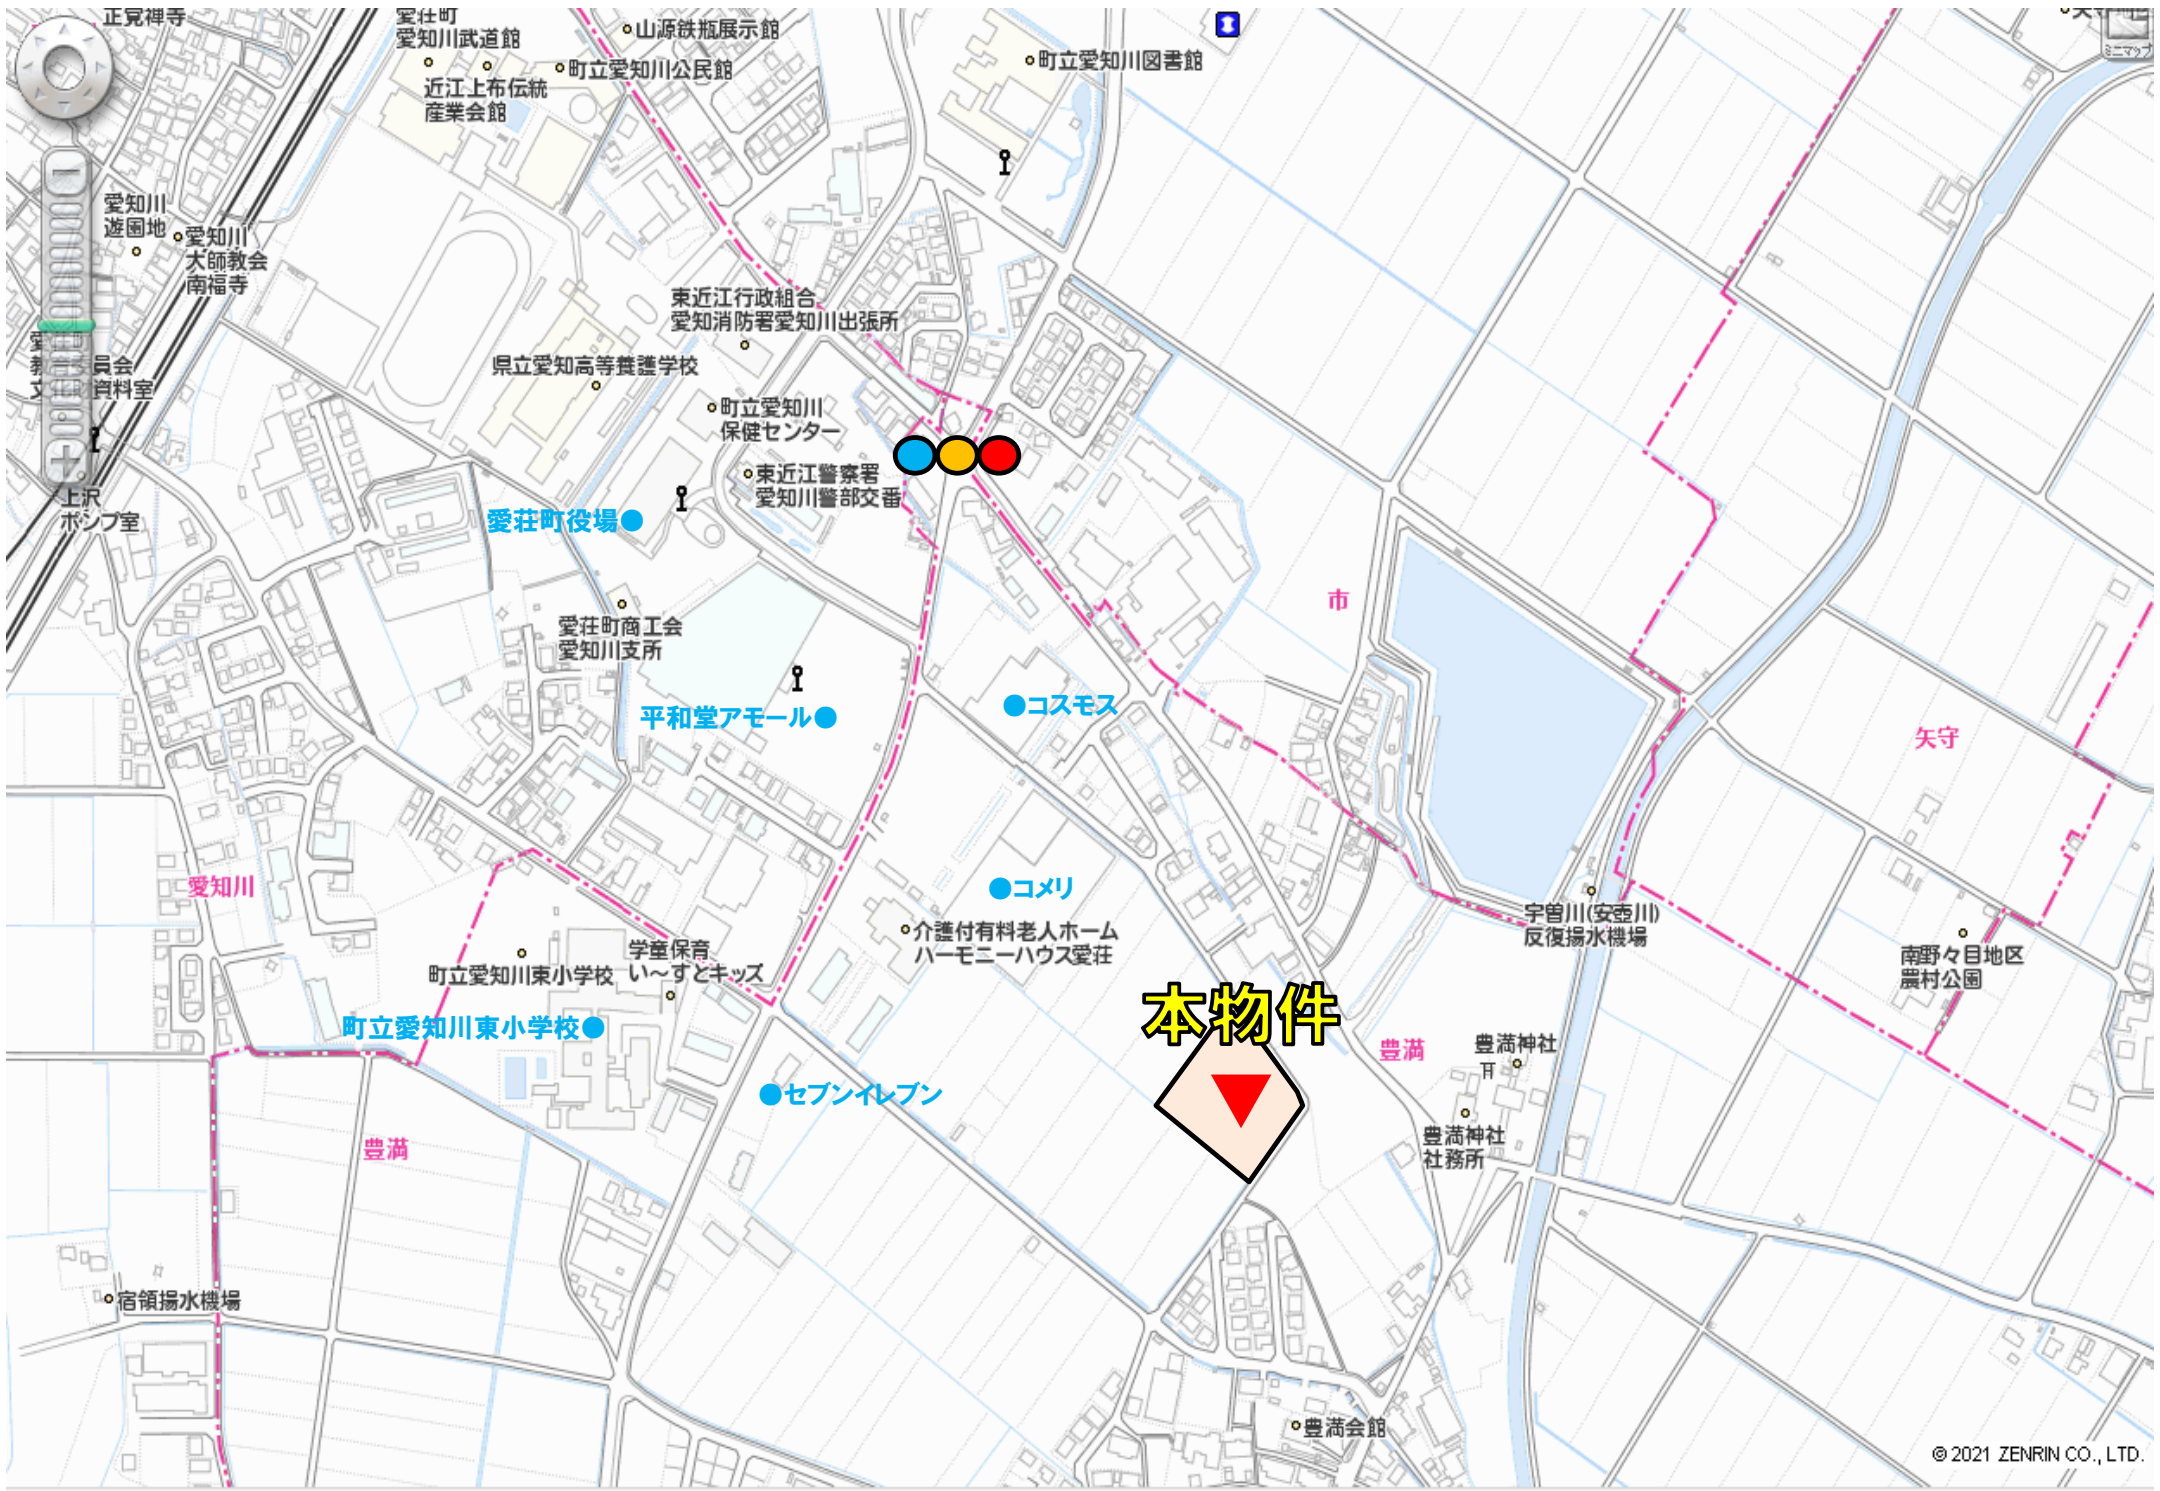 正覚禅寺
愛荘町
愛知川武道館
山源鉄瓶展示館
町立愛知川公民館
近江上布伝統
産業会館
町立愛知川図書館
ミニマップ
愛知川
遊園地
愛知川
大師教会
南福寺
東近江行政組合
愛知消防署愛知川出張所
県立愛知高等養護学校
町立愛知川
保健センター
東近江警察署
愛知川警部交番
資料室
上沢
ポンプ室
愛荘町役場
愛荘町商工会
愛知川支所
平和堂アモール
コスモス
市
矢守
愛知川
コメリ
介護付有料老人ホーム
ハーモニーハウス愛荘
宇曽川(安壺川)
反復揚水機場
南野々目地区
農村公園
学童保育
い〜すとキッズ
町立愛知川東小学校
町立愛知川東小学校
本物件
豊満
豊満神社
セブンイレブン
豊満神社
社務所
豊満
宿領揚水機場
豊満会館
P
© 2021 ZENRIN CO., LTD.